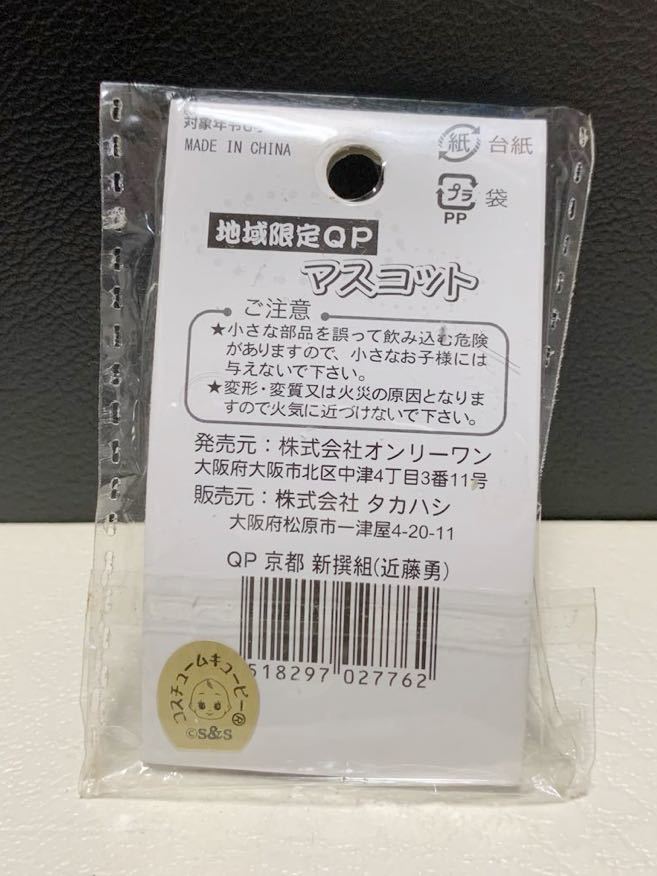 対象年令
MADE IN CHINA
紙 台紙
プラ 袋
PP
地域限定QP
マスコット
ご注意
★小さな部品を誤って飲み込む危険
がありますので、小さなお子様には
与えないで下さい。
★変形・変質又は火災の原因となりま
すので火気に近づけないで下さい。
発売元：株式会社オンリーワン
大阪府大阪市北区中津4丁目3番11号
販売元：株式会社 タカハシ
大阪府松原市一津屋4-20-11
QP 京都 新撰組(近藤勇)
518297 027762
コスチュームキューピー®
©S&S